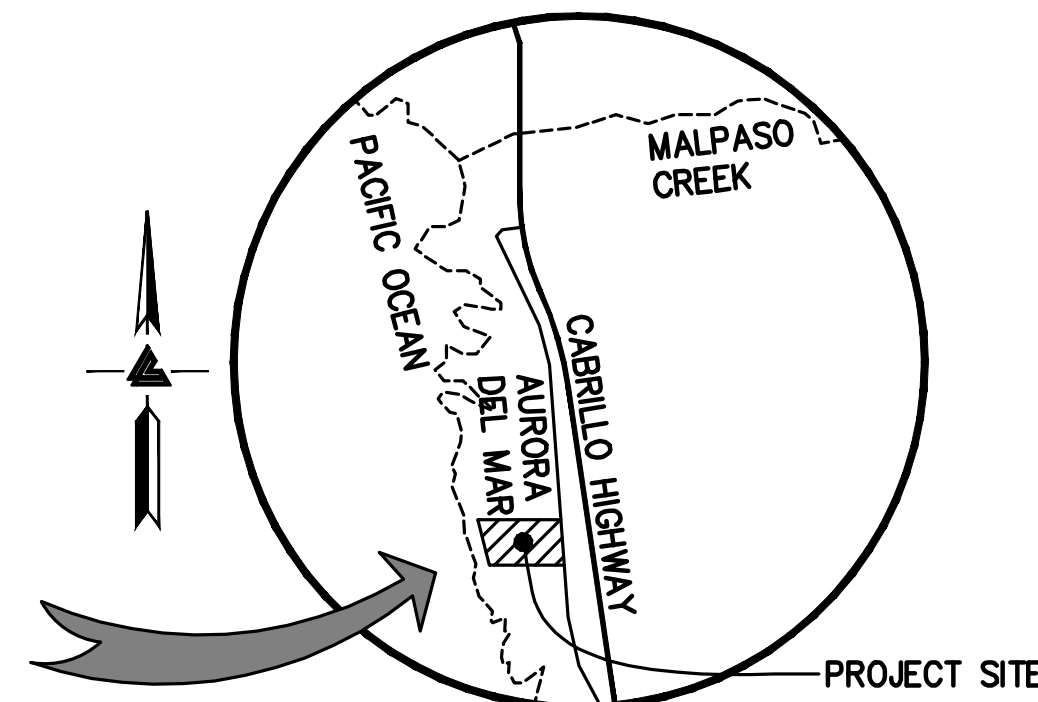 MALPASO
CREEK
PACIFIC OCEAN
CABRILLO HIGHWAY
AURORA
DEL MAR
PROJECT SITE